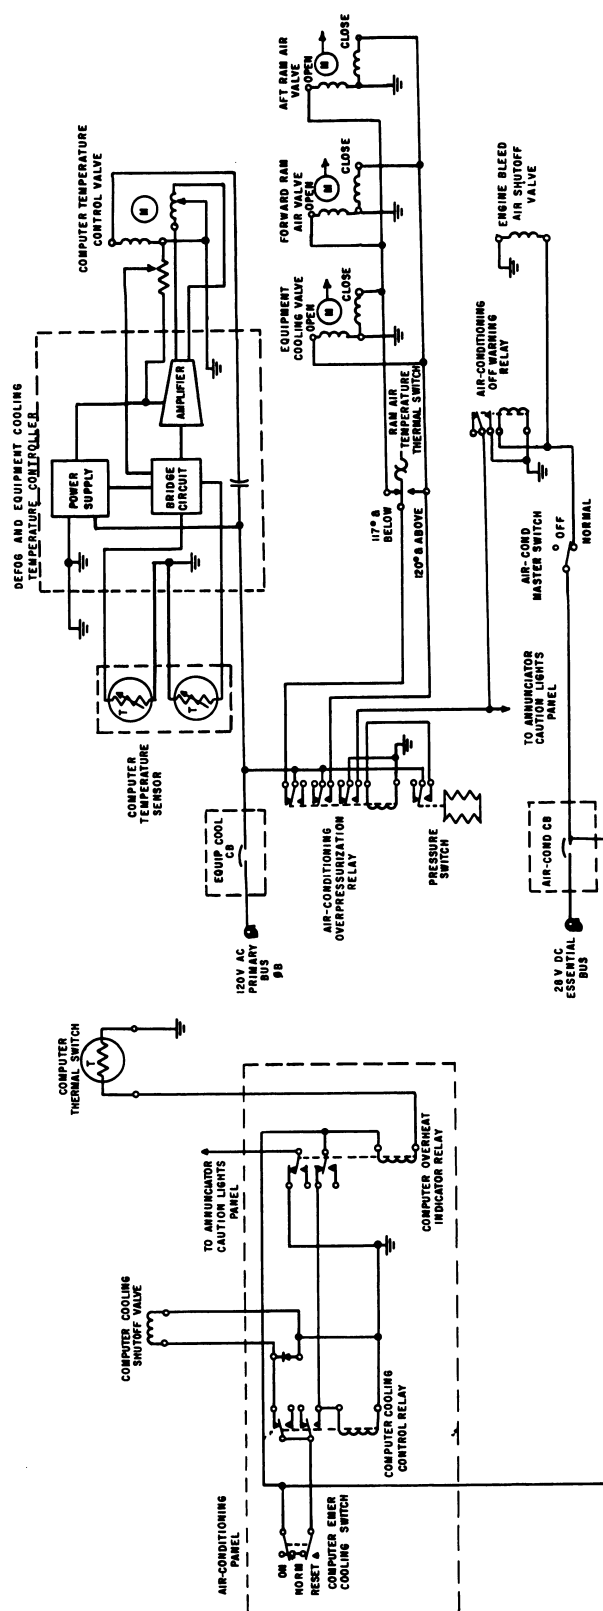 DEFOG AND EQUIPMENT COOLING
TEMPERATURE CONTROLLER
COMPUTER TEMPERATURE
CONTROL VALVE
M
POWER
SUPPLY
AMPLIFIER
BRIDGE
CIRCUIT
T
T
COMPUTER
TEMPERATURE
SENSOR
EQUIP COOL
CB
120V AC
PRIMARY
BUS
ØB
AFT RAM AIR
VALVE
OPEN
M
CLOSE
FORWARD RAM
AIR VALVE
OPEN
M
CLOSE
EQUIPMENT
COOLING VALVE
OPEN
M
CLOSE
RAM AIR
TEMPERATURE
THERMAL SWITCH
117° &
BELOW
120° & ABOVE
AIR-CONDITIONING
OVERPRESSURIZATION
RELAY
PRESSURE
SWITCH
ENGINE BLEED
AIR SHUTOFF
VALVE
AIR-CONDITIONING
OFF WARNING
RELAY
AIR-COND
MASTER SWITCH
OFF
NORMAL
TO ANNUNCIATOR
CAUTION LIGHTS
PANEL
AIR-COND CB
28 V DC
ESSENTIAL
BUS
COMPUTER
THERMAL SWITCH
T
TO ANNUNCIATOR
CAUTION LIGHTS
PANEL
COMPUTER OVERHEAT
INDICATOR RELAY
COMPUTER COOLING
SHUTOFF VALVE
COMPUTER COOLING
CONTROL RELAY
AIR-CONDITIONING
PANEL
ON
NORM
RESET
COMPUTER EMER
COOLING SWITCH